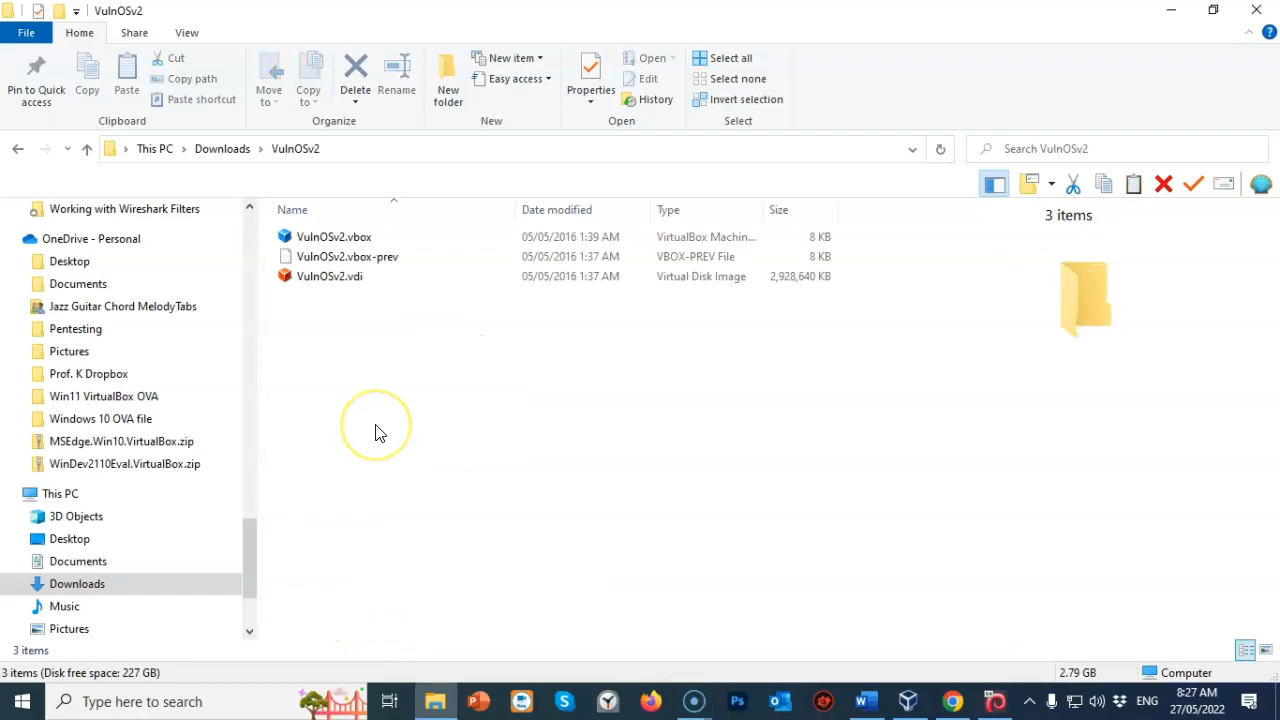 VulnOSv2
File Home Share View
Pin to Quick access
Copy
Paste
Cut
Copy path
Paste shortcut
Clipboard
Move to
Copy to
Delete
Rename
Organize
New folder
New item
Easy access
New
Properties
Open
Edit
History
Open
Select all
Select none
Invert selection
Select
This PC > Downloads > VulnOSv2
Search VulnOSv2
Working with Wireshark Filters
OneDrive - Personal
Desktop
Documents
Jazz Guitar Chord MelodyTabs
Pentesting
Pictures
Prof. K Dropbox
Win11 VirtualBox OVA
Windows 10 OVA file
MSEdge.Win10.VirtualBox.zip
WinDev2110Eval.VirtualBox.zip
This PC
3D Objects
Desktop
Documents
Downloads
Music
Pictures
Name Date modified Type Size
VulnOSv2.vbox 05/05/2016 1:39 AM VirtualBox Machin... 8 KB
VulnOSv2.vbox-prev 05/05/2016 1:37 AM VBOX-PREV File 8 KB
VulnOSv2.vdi 05/05/2016 1:37 AM Virtual Disk Image 2,928,640 KB
3 items
3 items
3 items (Disk free space: 227 GB) 2.79 GB Computer
Type here to search
ENG
8:27 AM
27/05/2022